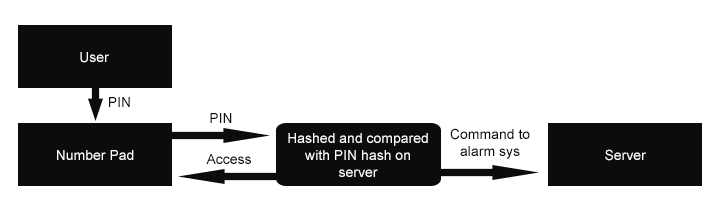 User
PIN
Number Pad
PIN
Access
Hashed and compared
with PIN hash on
server
Command to
alarm sys
Server